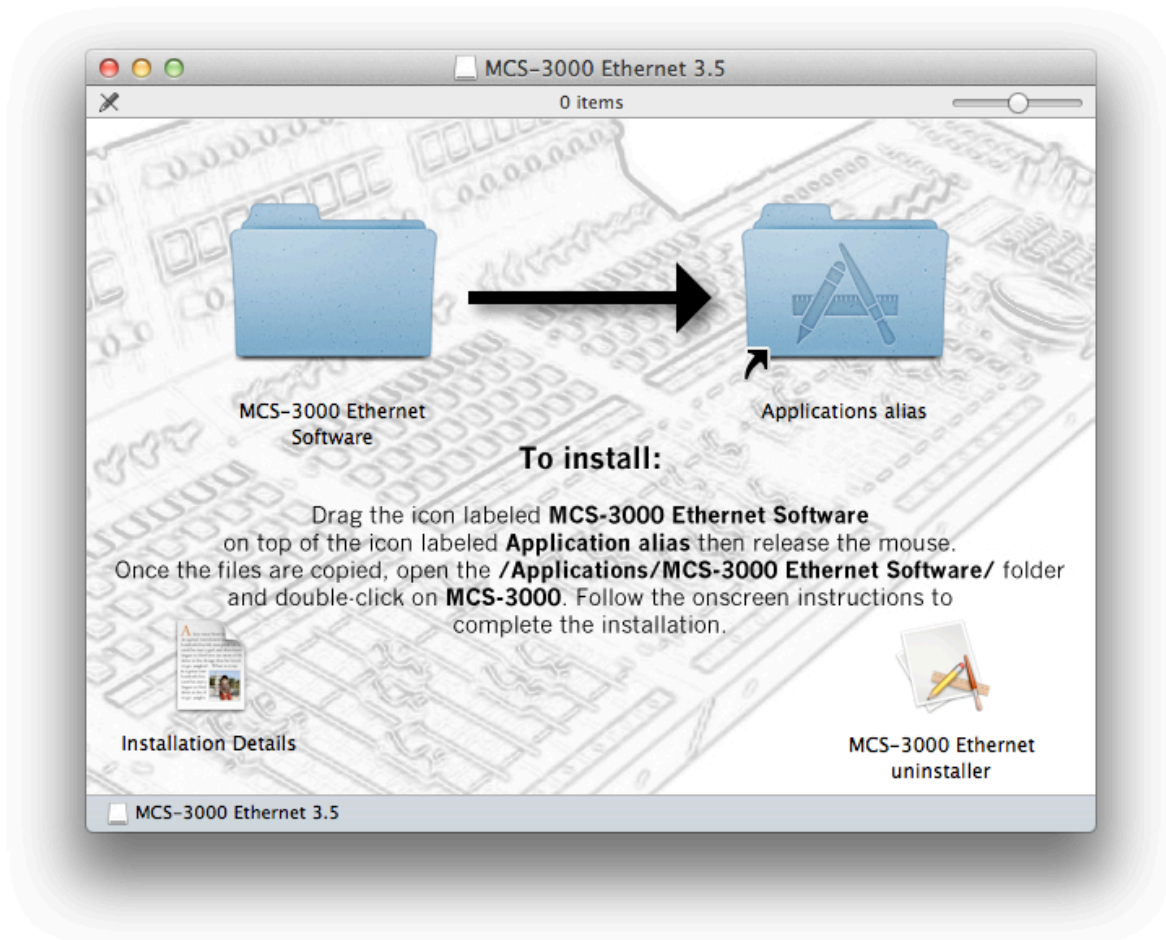 MCS-3000 Ethernet 3.5
0 items
MCS-3000 Ethernet
Software
Applications alias
To install:
Drag the icon labeled MCS-3000 Ethernet Software
on top of the icon labeled Application alias then release the mouse.
Once the files are copied, open the /Applications/MCS-3000 Ethernet Software/ folder
and double-click on MCS-3000. Follow the onscreen instructions to
complete the installation.
Installation Details
MCS-3000 Ethernet
uninstaller
MCS-3000 Ethernet 3.5